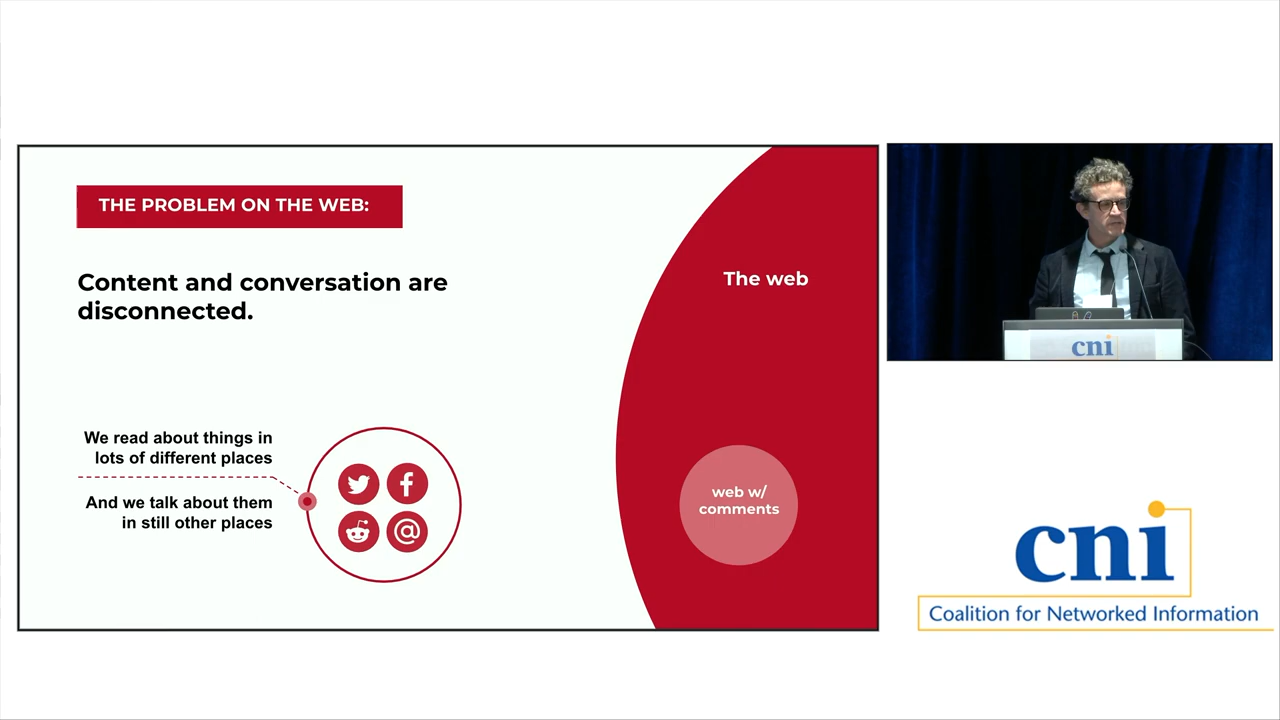 THE PROBLEM ON THE WEB:
Content and conversation are
disconnected.
We read about things in
lots of different places
And we talk about them
in still other places
The web
web w/
comments
cni
cni
Coalition for Networked Information